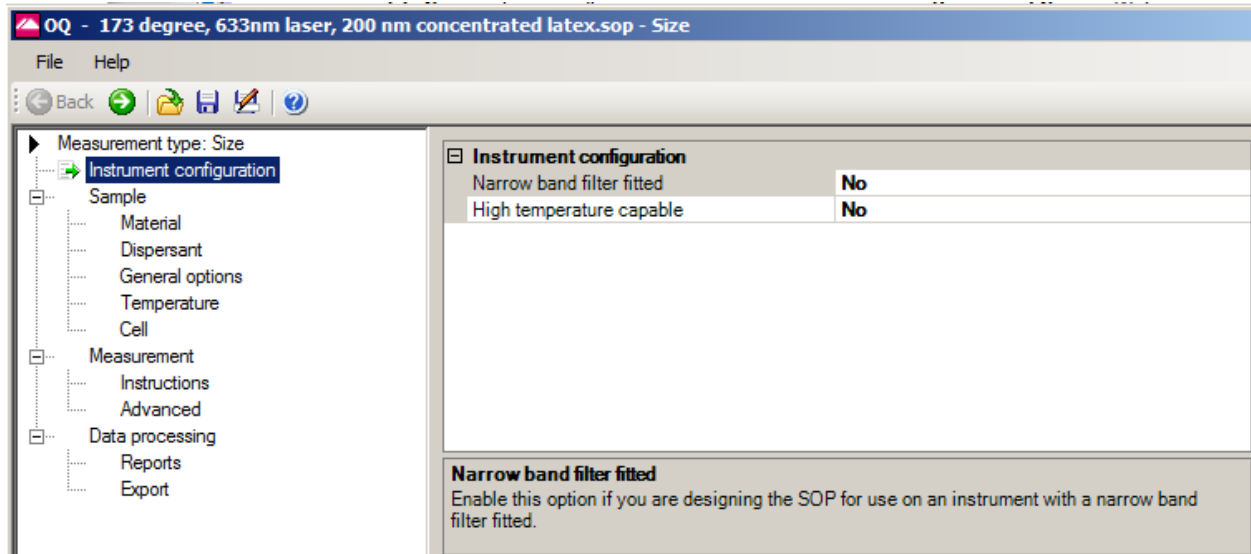 OQ - 173 degree, 633nm laser, 200 nm concentrated latex.sop - Size
File Help
Back
Measurement type: Size
Instrument configuration
Sample
Material
Dispersant
General options
Temperature
Cell
Measurement
Instructions
Advanced
Data processing
Reports
Export
Instrument configuration
Narrow band filter fitted No
High temperature capable No
Narrow band filter fitted
Enable this option if you are designing the SOP for use on an instrument with a narrow band
filter fitted.